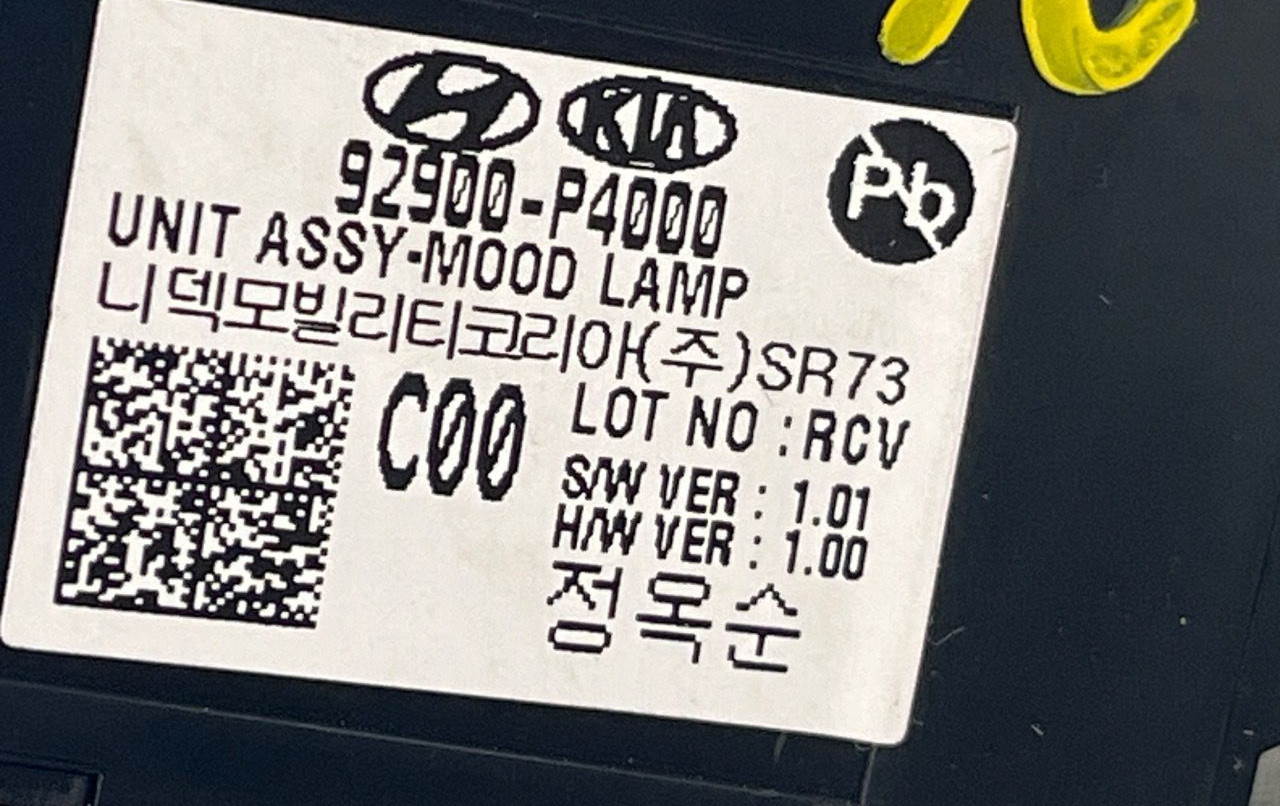 KIA
92900-P4000
Pb
UNIT ASSY-MOOD LAMP
니덱모빌리티코리아(주)SR73
C00
LOT NO :RCV
S/W VER : 1.01
H/W VER : 1.00
정옥순